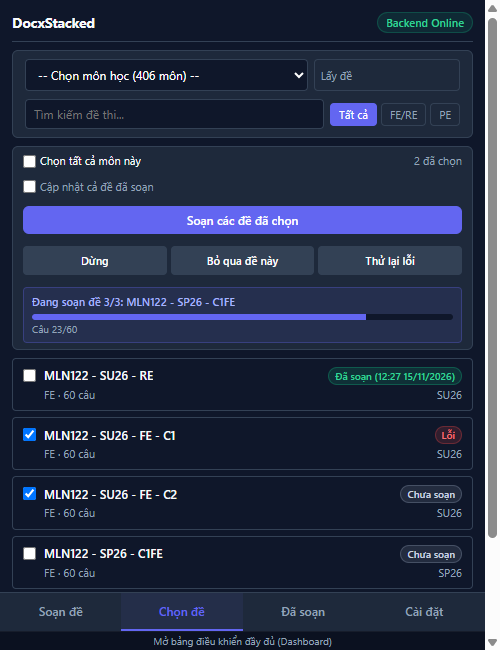 DocxStacked
Backend Online
-- Chọn môn học (406 môn) --
Lấy đề
Tìm kiếm đề thi...
Tất cả
FE/RE
PE
Chọn tất cả môn này
2 đã chọn
Cập nhật cả đề đã soạn
Soạn các đề đã chọn
Dừng
Bỏ qua đề này
Thử lại lỗi
Đang soạn đề 3/3: MLN122 - SP26 - C1FE
Câu 23/60
MLN122 - SU26 - RE
Đã soạn (12:27 15/11/2026)
FE · 60 câu
SU26
MLN122 - SU26 - FE - C1
Lỗi
FE · 60 câu
SU26
MLN122 - SU26 - FE - C2
Chưa soạn
FE · 60 câu
SU26
MLN122 - SP26 - C1FE
Chưa soạn
FE · 60 câu
SP26
Soạn đề
Chọn đề
Đã soạn
Cài đặt
Mở bảng điều khiển đầy đủ (Dashboard)